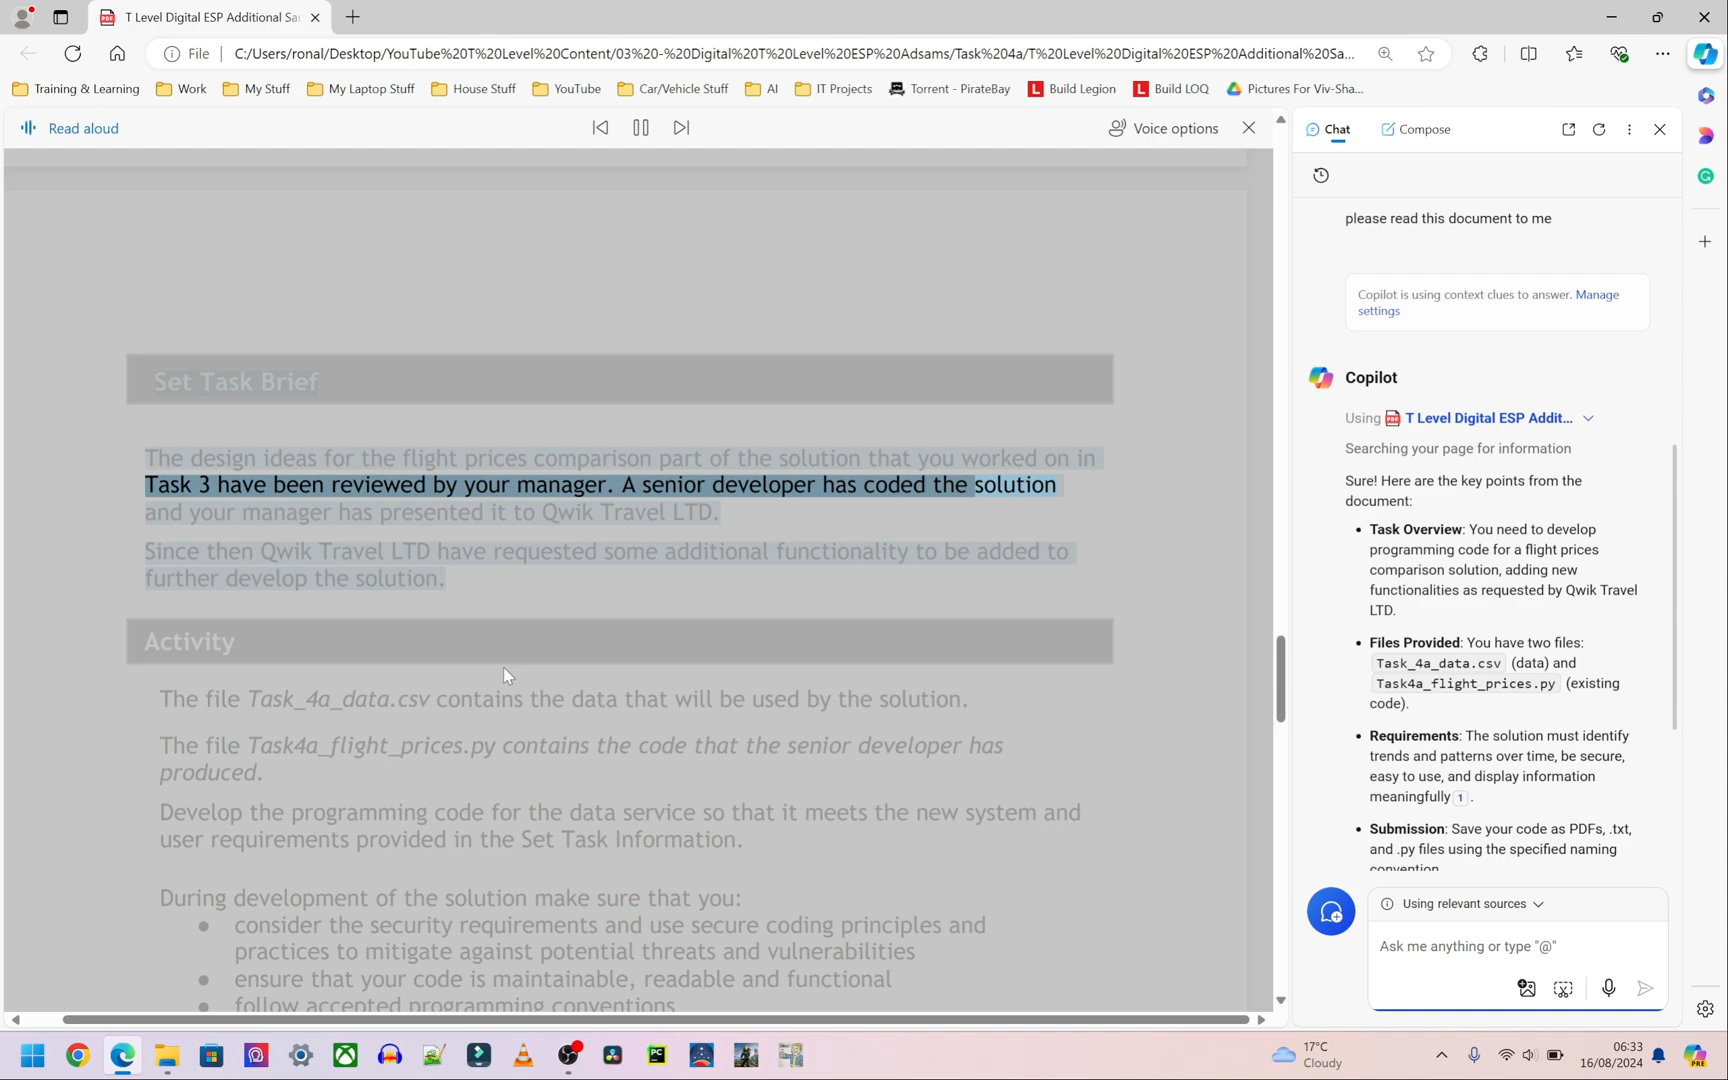 T Level Digital ESP Additional Sa
File
C:/Users/ronal/Desktop/YouTube%20T%20Level%20Content/03%20-%20Digital%20T%20Level%20ESP%20Adsams/Task%204a/T%20Level%20Digital%20ESP%20Additional%20Sa...
Training & Learning
Work
My Stuff
My Laptop Stuff
House Stuff
YouTube
Car/Vehicle Stuff
AI
IT Projects
Torrent - PirateBay
Build Legion
Build LOQ
Pictures For Viv-Sha...
Read aloud
Voice options
Set Task Brief
The design ideas for the flight prices comparison part of the solution that you worked on in
Task 3 have been reviewed by your manager. A senior developer has coded the solution
and your manager has presented it to Qwik Travel LTD.
Since then Qwik Travel LTD have requested some additional functionality to be added to
further develop the solution.
Activity
The file Task_4a_data.csv contains the data that will be used by the solution.
The file Task4a_flight_prices.py contains the code that the senior developer has
produced.
Develop the programming code for the data service so that it meets the new system and
user requirements provided in the Set Task Information.
During development of the solution make sure that you:
● consider the security requirements and use secure coding principles and
practices to mitigate against potential threats and vulnerabilities
● ensure that your code is maintainable, readable and functional
● follow accepted programming conventions
Chat
Compose
please read this document to me
Copilot is using context clues to answer. Manage
settings
Copilot
Using PDF T Level Digital ESP Addit...
Searching your page for information
Sure! Here are the key points from the
document:
• Task Overview: You need to develop
programming code for a flight prices
comparison solution, adding new
functionalities as requested by Qwik Travel
LTD.
• Files Provided: You have two files:
Task_4a_data.csv (data) and
Task4a_flight_prices.py (existing
code).
• Requirements: The solution must identify
trends and patterns over time, be secure,
easy to use, and display information
meaningfully 1 .
• Submission: Save your code as PDFs, .txt,
and .py files using the specified naming
convention
Using relevant sources
Ask me anything or type "@"
17°C
Cloudy
06:33
16/08/2024